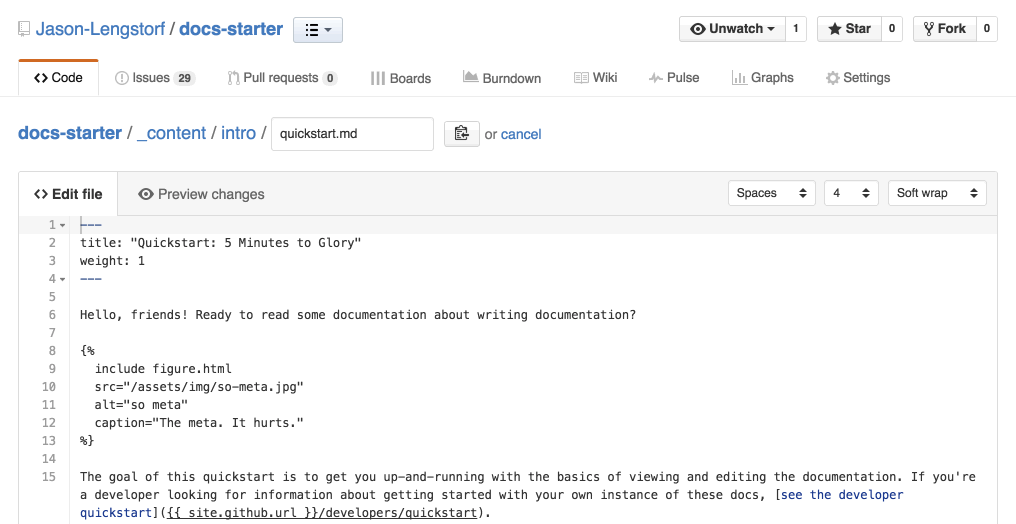 Jason-Lengstorf / docs-starter
Unwatch 1 Star 0 Fork 0
Code Issues 29 Pull requests 0 Boards Burndown Wiki Pulse Graphs Settings
docs-starter / _content / intro / quickstart.md or cancel
Edit file Preview changes Spaces 4 Soft wrap
1 ---
2 title: "Quickstart: 5 Minutes to Glory"
3 weight: 1
4 ---
5
6 Hello, friends! Ready to read some documentation about writing documentation?
7
8 {%
9 include figure.html
10 src="/assets/img/so-meta.jpg"
11 alt="so meta"
12 caption="The meta. It hurts."
13 %}
14
15 The goal of this quickstart is to get you up-and-running with the basics of viewing and editing the documentation. If you're
a developer looking for information about getting started with your own instance of these docs, [see the developer
quickstart]({{ site.github.url }}/developers/quickstart).